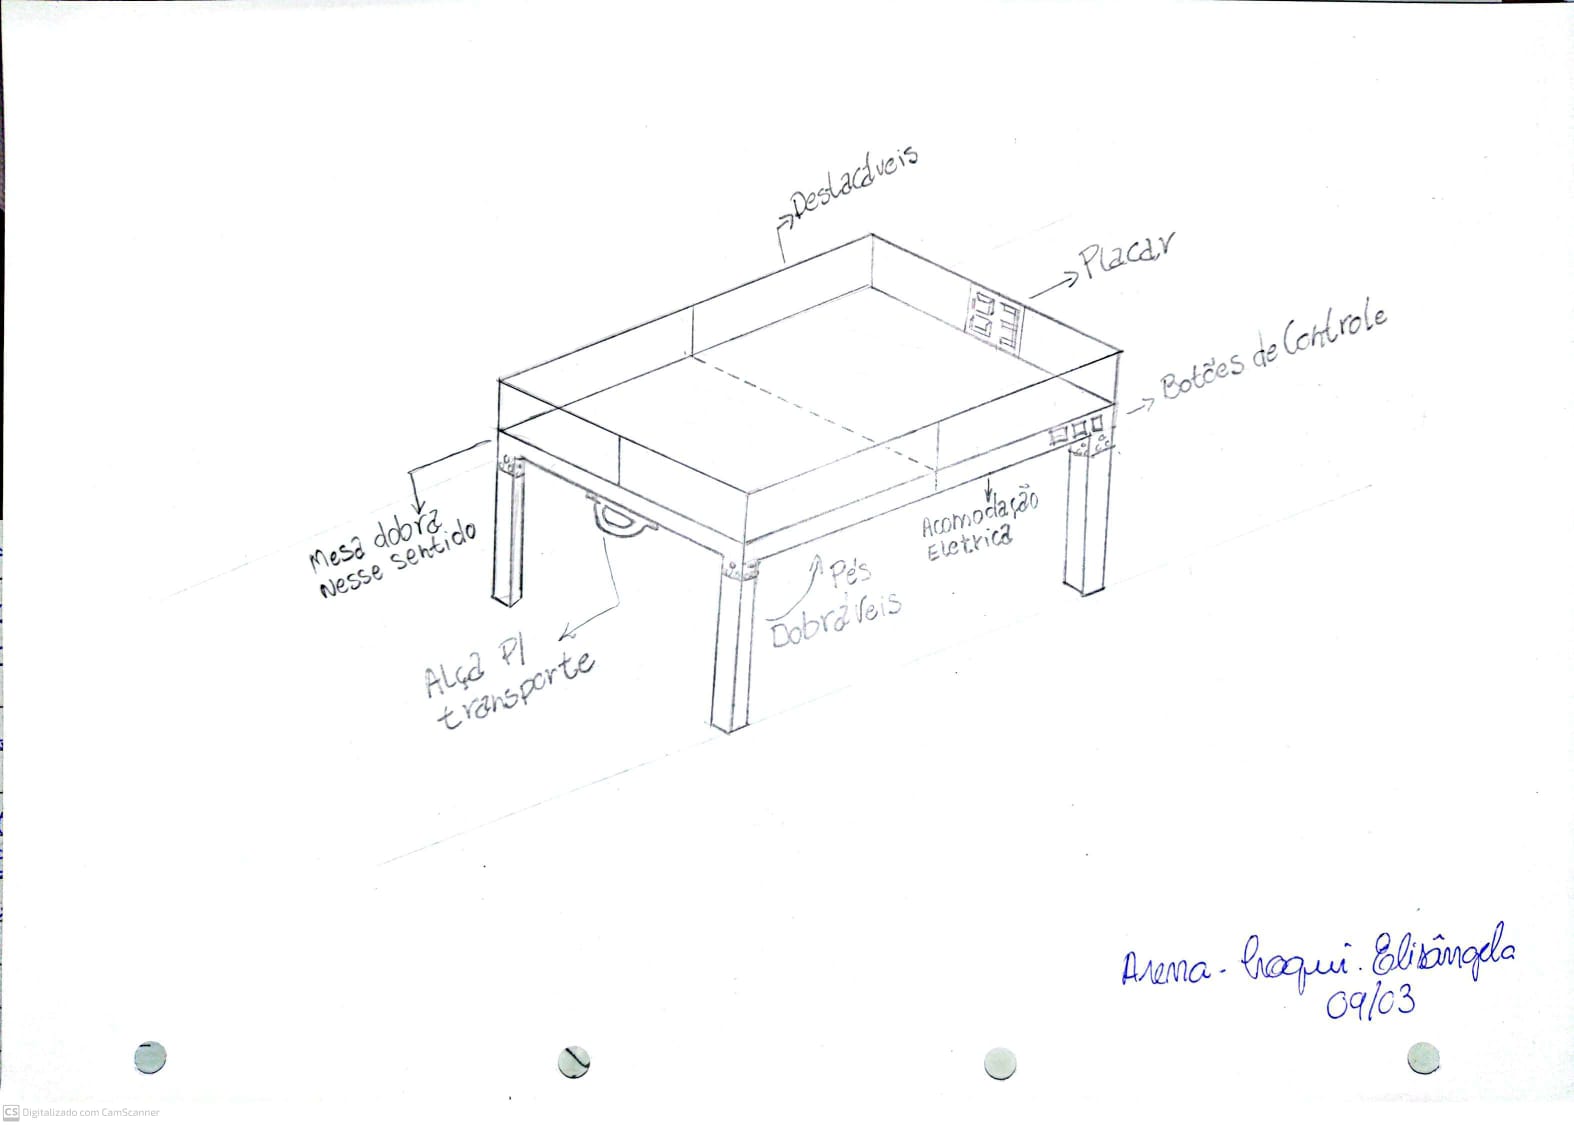 Destacáveis
Placar
Botões de Controle
Mesa dobra
nesse sentido
Acomodação
Eletrica
Pés
Dobráveis
Alça P/
transporte
Arena - Croqui. Elisângela
09/03
CS Digitalizado com CamScanner